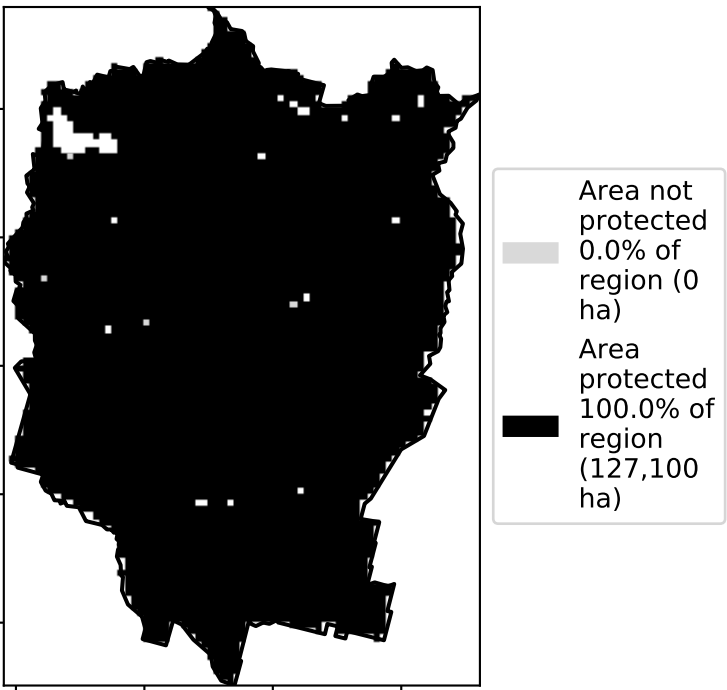 Area not
protected
0.0% of
region (0
ha)
Area
protected
100.0% of
region
(127,100
ha)